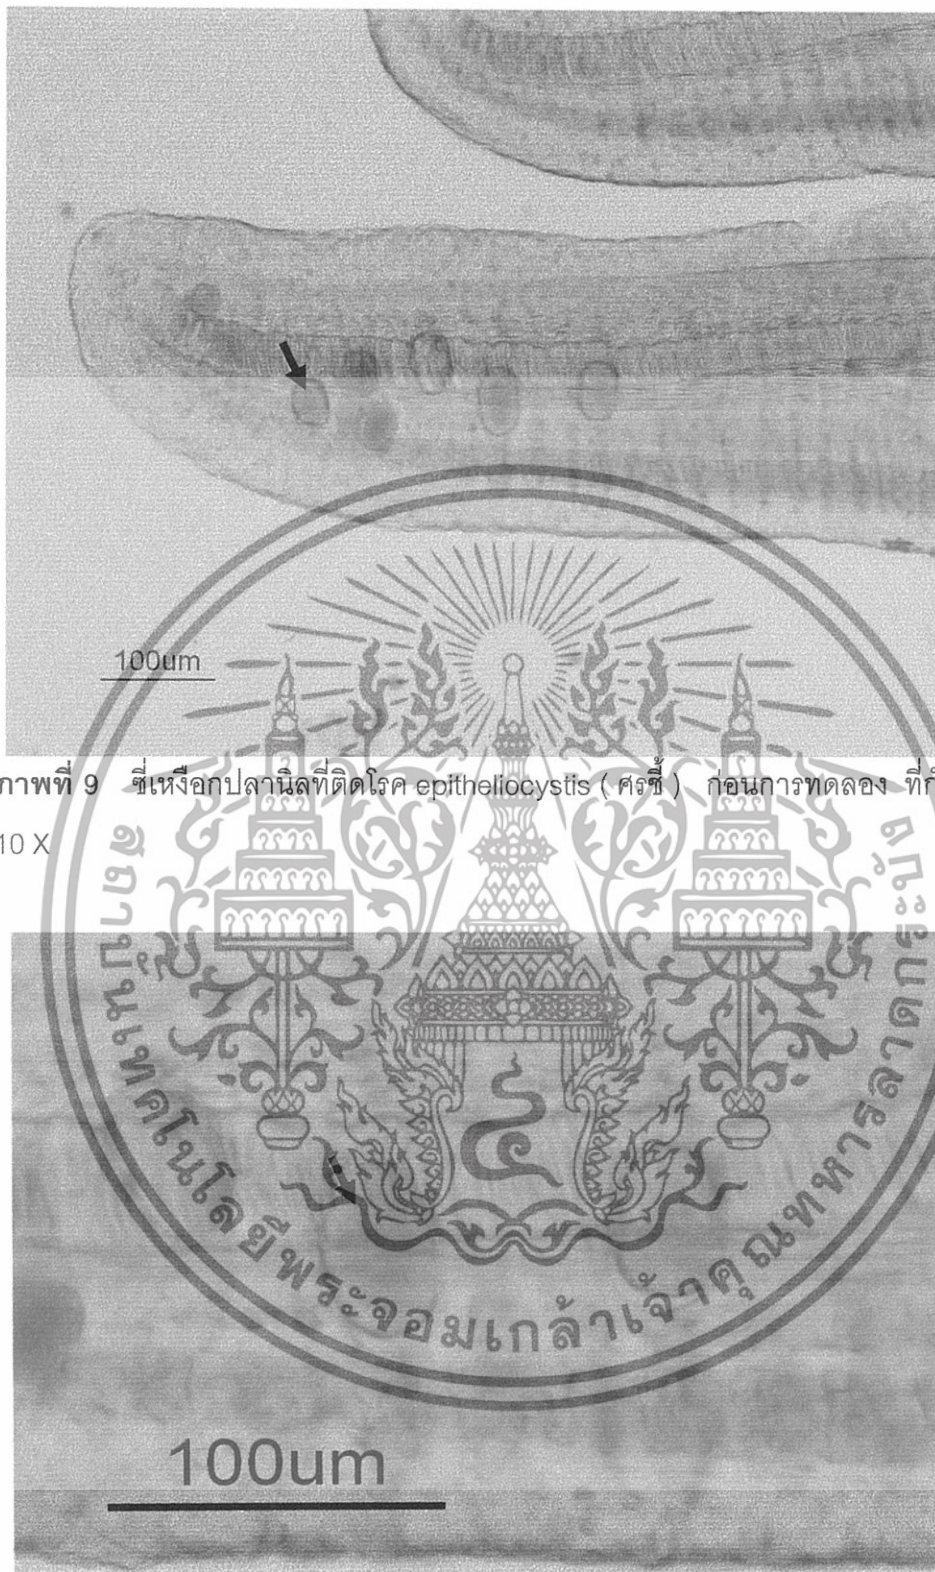 100um
ภาพที่ 9 ซี่เหงือกปลานิลที่ติดโรค epitheliocystis ( ศรชี้ ) ก่อนการทดลอง ที่
10 X
สถาบันเทคโนโลยีพระจอมเกล้าเจ้าคุณทหารลาดกระบัง
100um